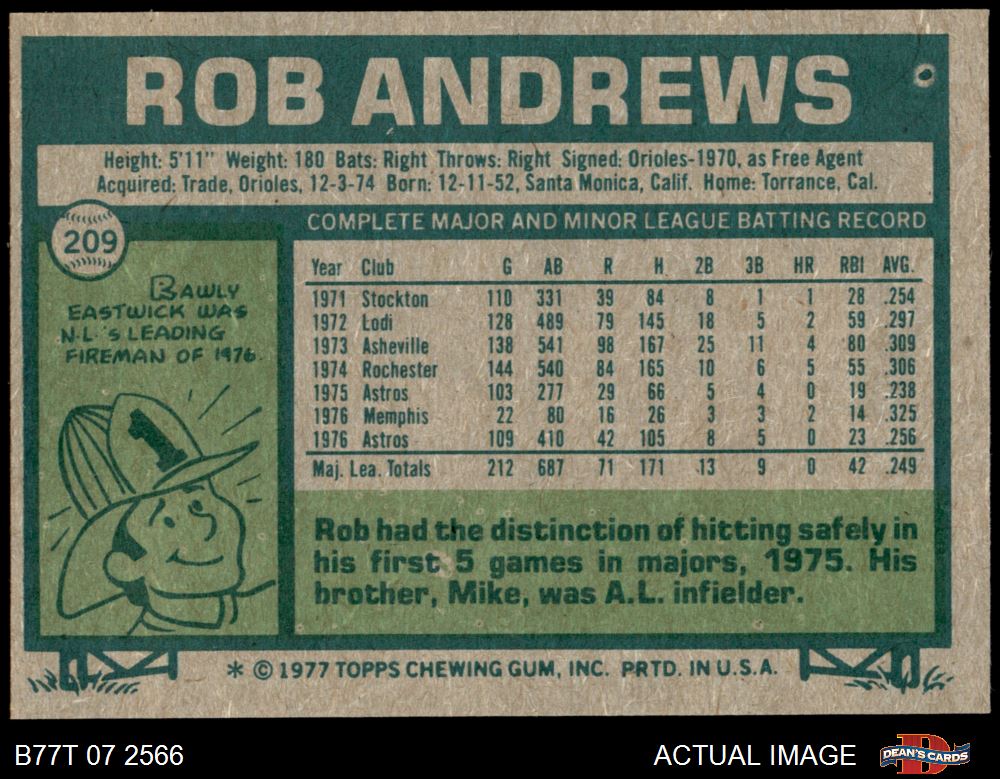 ROB ANDREWS
Height: 5'11" Weight: 180 Bats: Right Throws: Right Signed: Orioles-1970, as Free Agent
Acquired: Trade, Orioles, 12-3-74 Born: 12-11-52, Santa Monica, Calif. Home: Torrance, Cal.
209
RAWLY
EASTWICK WAS
N.L.'S LEADING
FIREMAN OF 1976.
1
COMPLETE MAJOR AND MINOR LEAGUE BATTING RECORD
Year Club G AB R H 2B 3B HR RBI AVG.
1971 Stockton 110 331 39 84 8 1 1 28 .254
1972 Lodi 128 489 79 145 18 5 2 59 .297
1973 Asheville 138 541 98 167 25 11 4 80 .309
1974 Rochester 144 540 84 165 10 6 5 55 .306
1975 Astros 103 277 29 66 5 4 0 19 .238
1976 Memphis 22 80 16 26 3 3 2 14 .325
1976 Astros 109 410 42 105 8 5 0 23 .256
Maj. Lea. Totals 212 687 71 171 13 9 0 42 .249
Rob had the distinction of hitting safely in
his first 5 games in majors, 1975. His
brother, Mike, was A.L. infielder.
* © 1977 TOPPS CHEWING GUM, INC. PRTD. IN U.S.A.
B77T 07 2566
ACTUAL IMAGE
D
DEAN'S CARDS